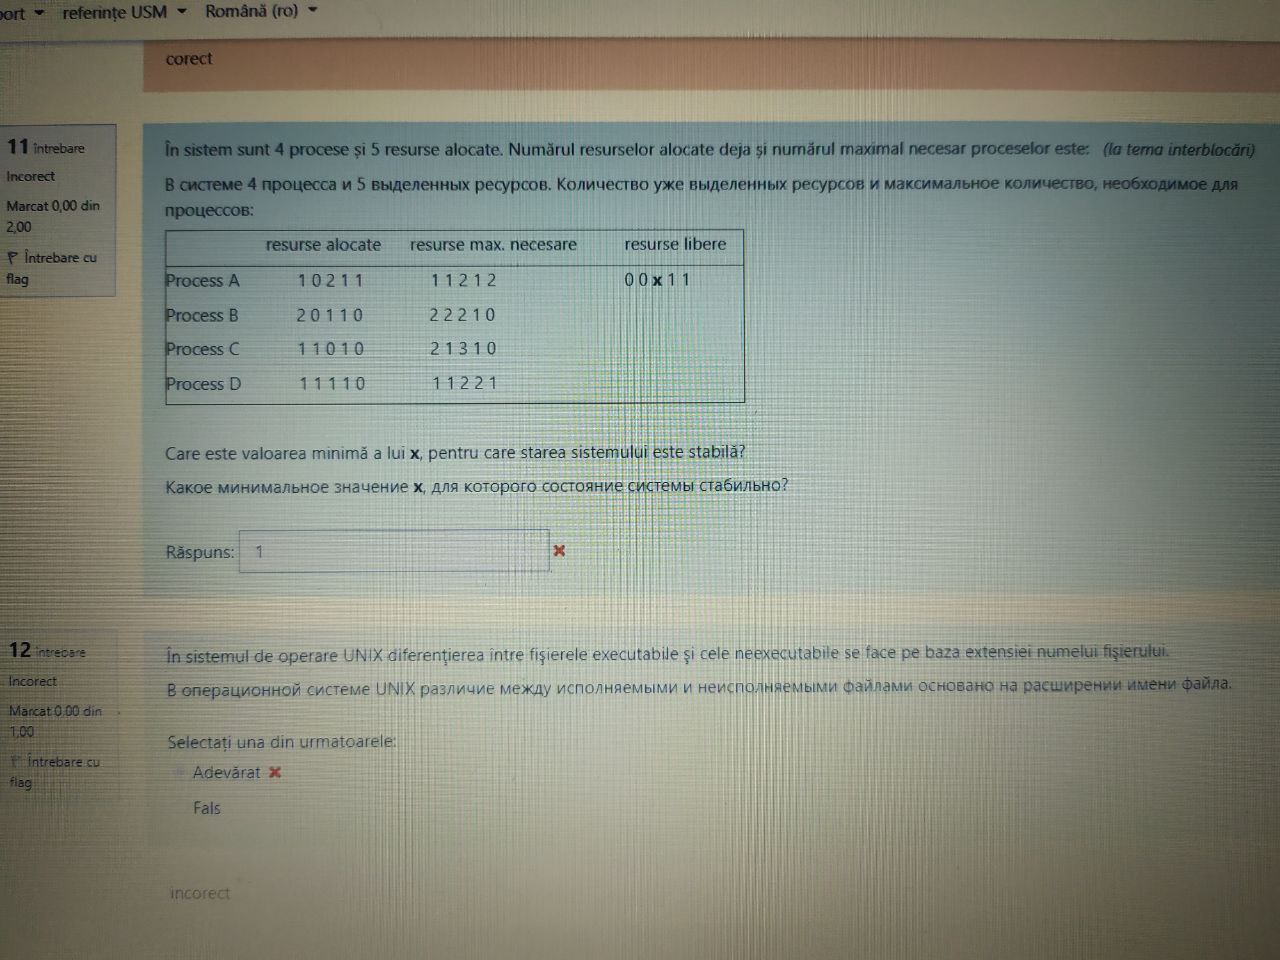 port referințe USM Română (ro)
corect
11 întrebare
Incorect
Marcat 0,00 din
2,00
Întrebare cu
flag
În sistem sunt 4 procese și 5 resurse alocate. Numărul resurselor alocate deja și numărul maximal necesar proceselor este: (la tema interblocări)
В системе 4 процесса и 5 выделенных ресурсов. Количество уже выделенных ресурсов и максимальное количество, необходимое для
процессов:
resurse alocate resurse max. necesare resurse libere
Process A 1 0 2 1 1 1 1 2 1 2 0 0 x 1 1
Process B 2 0 1 1 0 2 2 2 1 0
Process C 1 1 0 1 0 2 1 3 1 0
Process D 1 1 1 1 0 1 1 2 2 1
Care este valoarea minimă a lui x, pentru care starea sistemului este stabilă?
Какое минимальное значение x, для которого состояние системы стабильно?
Răspuns: 1
12 întrebare
Incorect
Marcat 0,00 din
1,00
Întrebare cu
flag
În sistemul de operare UNIX diferențierea între fişierele executabile şi cele neexecutabile se face pe baza extensiei numelui fişierului.
В операционной системе UNIX различие между исполняемыми и неисполняемыми файлами основано на расширении имени файла.
Selectați una din urmatoarele:
Adevărat
Fals
incorect